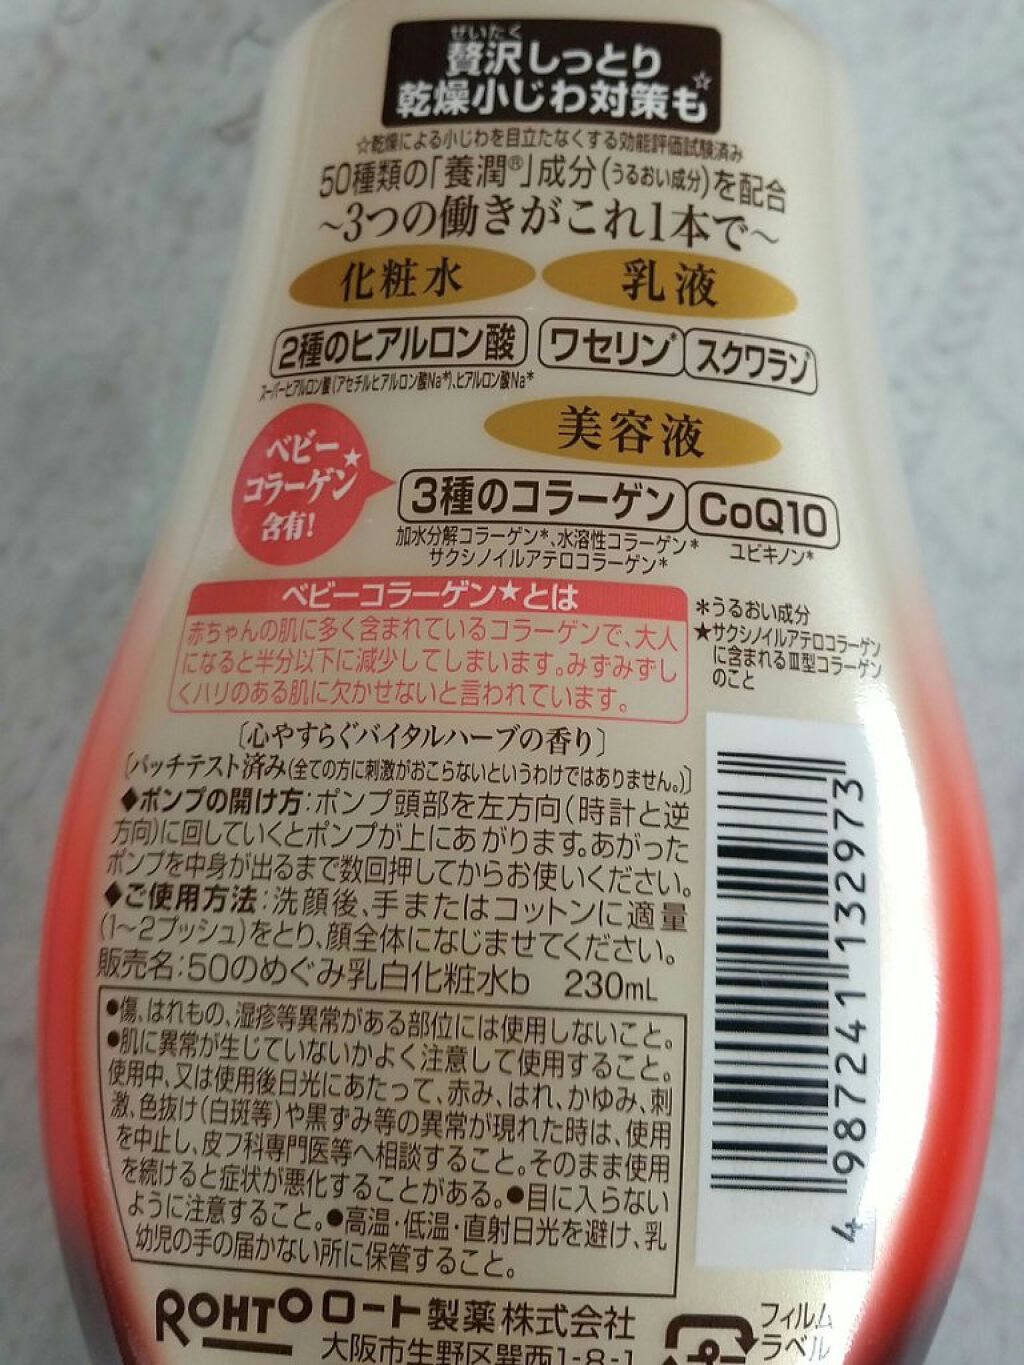 ぜいたく
贅沢しっとり
乾燥小じわ対策も☆
☆乾燥による小じわを目立たなくする効能評価試験済み
50種類の「養潤®」成分(うるおい成分)を配合
～3つの働きがこれ1本で～
化粧水 乳液
2種のヒアルロン酸 ワセリン* スクワラン*
スーパーヒアルロン酸(アセチルヒアルロン酸Na*)、ヒアルロン酸Na*
美容液
ベビー★
コラーゲン
含有!
3種のコラーゲン CoQ10
加水分解コラーゲン*、水溶性コラーゲン* ユビキノン*
サクシノイルアテロコラーゲン*
ベビーコラーゲン★とは
赤ちゃんの肌に多く含まれているコラーゲンで、大人
になると半分以下に減少してしまいます。みずみずし
くハリのある肌に欠かせないと言われています。
*うるおい成分
★サクシノイルアテロコラーゲン
に含まれるⅢ型コラーゲン
のこと
〔心やすらぐバイタルハーブの香り〕
〔パッチテスト済み(全ての方に刺激がおこらないというわけではありません。)〕
◆ポンプの開け方:ポンプ頭部を左方向(時計と逆
方向)に回していくとポンプが上にあがります。あがった
ポンプを中身が出るまで数回押してからお使いください。
◆ご使用方法:洗顔後、手またはコットンに適量
(1～2プッシュ)をとり、顔全体になじませてください。
販売名:50のめぐみ乳白化粧水b 230mL
●傷、はれもの、湿疹等異常がある部位には使用しないこと。
●肌に異常が生じていないかよく注意して使用すること。
使用中、又は使用後日光にあたって、赤み、はれ、かゆみ、刺
激、色抜け(白斑等)や黒ずみ等の異常が現れた時は、使用
を中止し、皮フ科専門医等へ相談すること。そのまま使用
を続けると症状が悪化することがある。●目に入らない
ように注意すること。●高温・低温・直射日光を避け、乳
幼児の手の届かない所に保管すること。
4 987241 132973
ROHTO ロート製薬株式会社
大阪市生野区巽西1-8-1
フィルム
ラベル